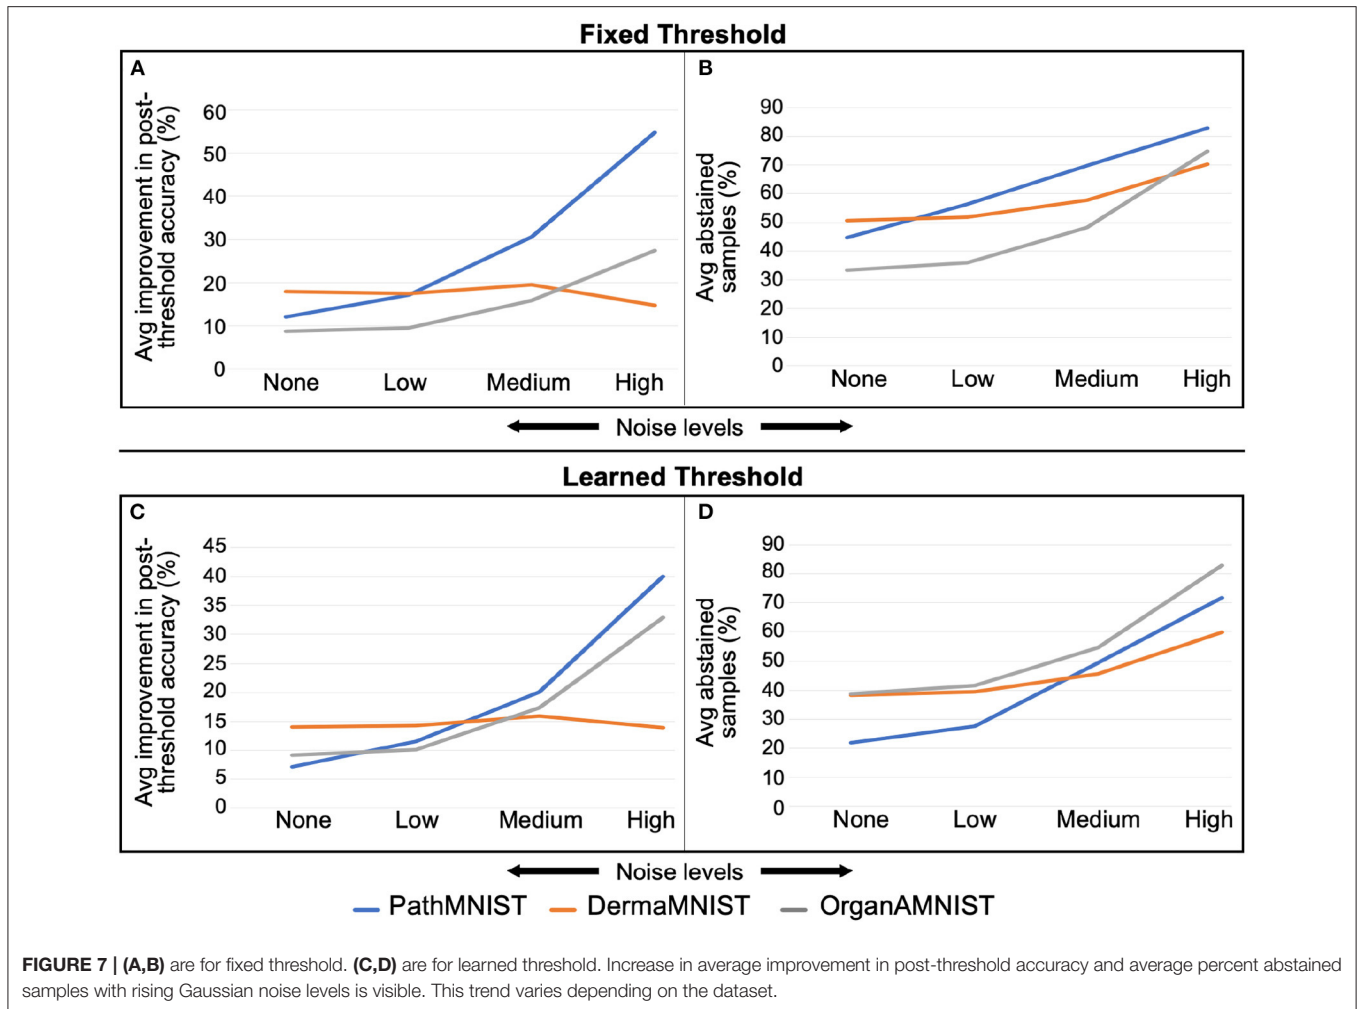 Fixed Threshold
A
Avg improvement in post-
threshold accuracy (%)
60
50
40
30
20
10
0
None Low Medium High
B
Avg abstained
samples (%)
90
80
70
60
50
40
30
20
10
0
None Low Medium High
Noise levels
Learned Threshold
C
Avg improvement in post-
threshold accuracy (%)
45
40
35
30
25
20
15
10
5
0
None Low Medium High
D
Avg abstained
samples (%)
90
80
70
60
50
40
30
20
10
0
None Low Medium High
Noise levels
PathMNIST DermaMNIST OrganAMNIST
FIGURE 7 | (A,B) are for fixed threshold. (C,D) are for learned threshold. Increase in average improvement in post-threshold accuracy and average percent abstained
samples with rising Gaussian noise levels is visible. This trend varies depending on the dataset.